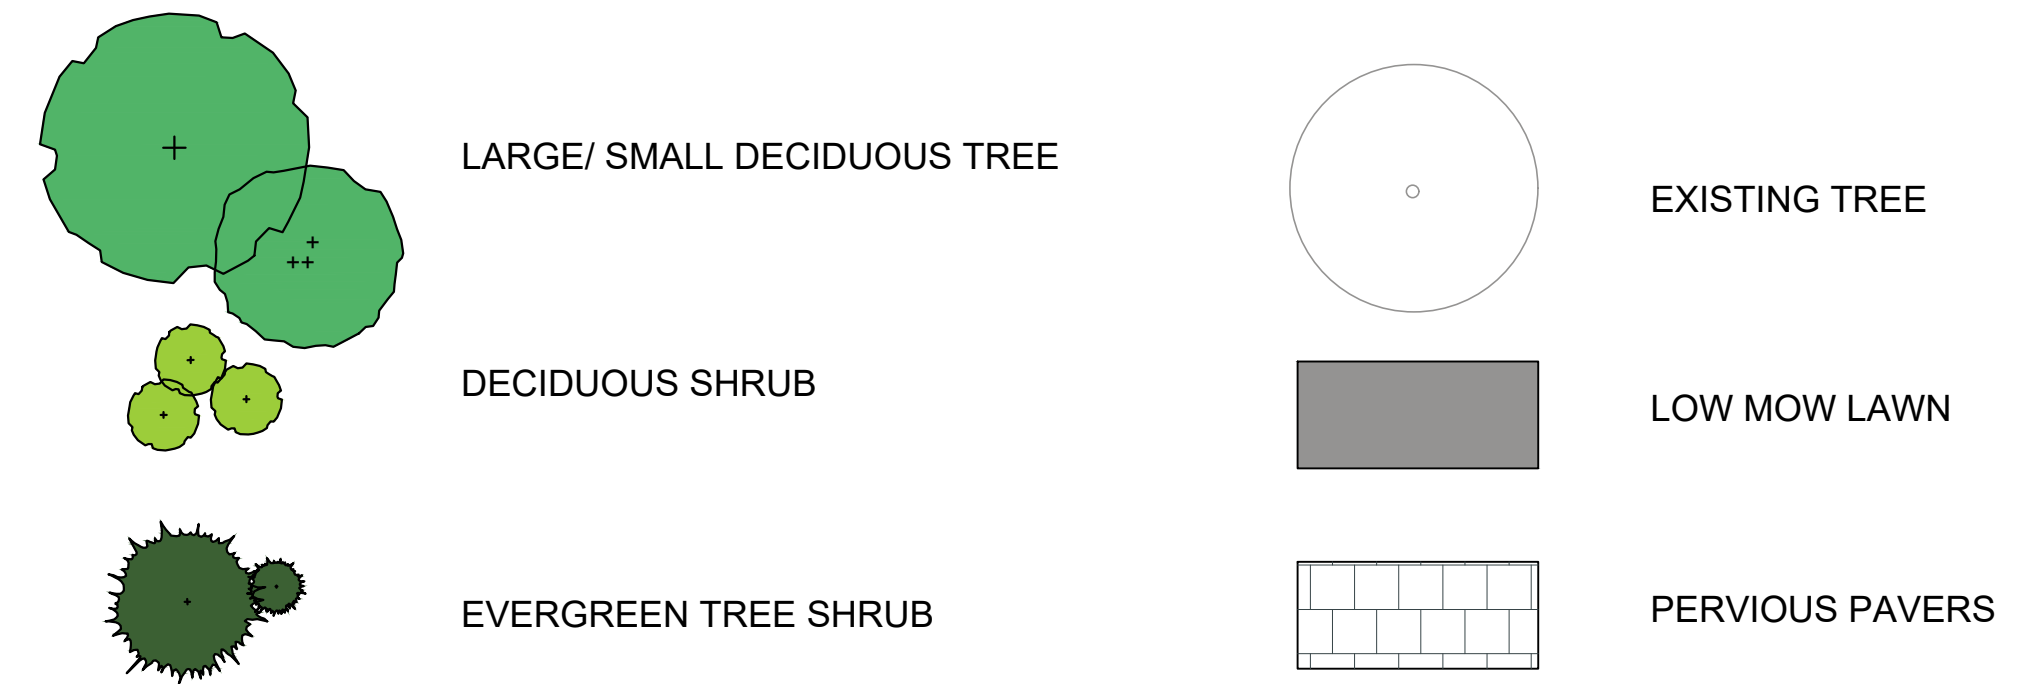 LARGE/ SMALL DECIDUOUS TREE
DECIDUOUS SHRUB
EVERGREEN TREE SHRUB
EXISTING TREE
LOW MOW LAWN
PERVIOUS PAVERS